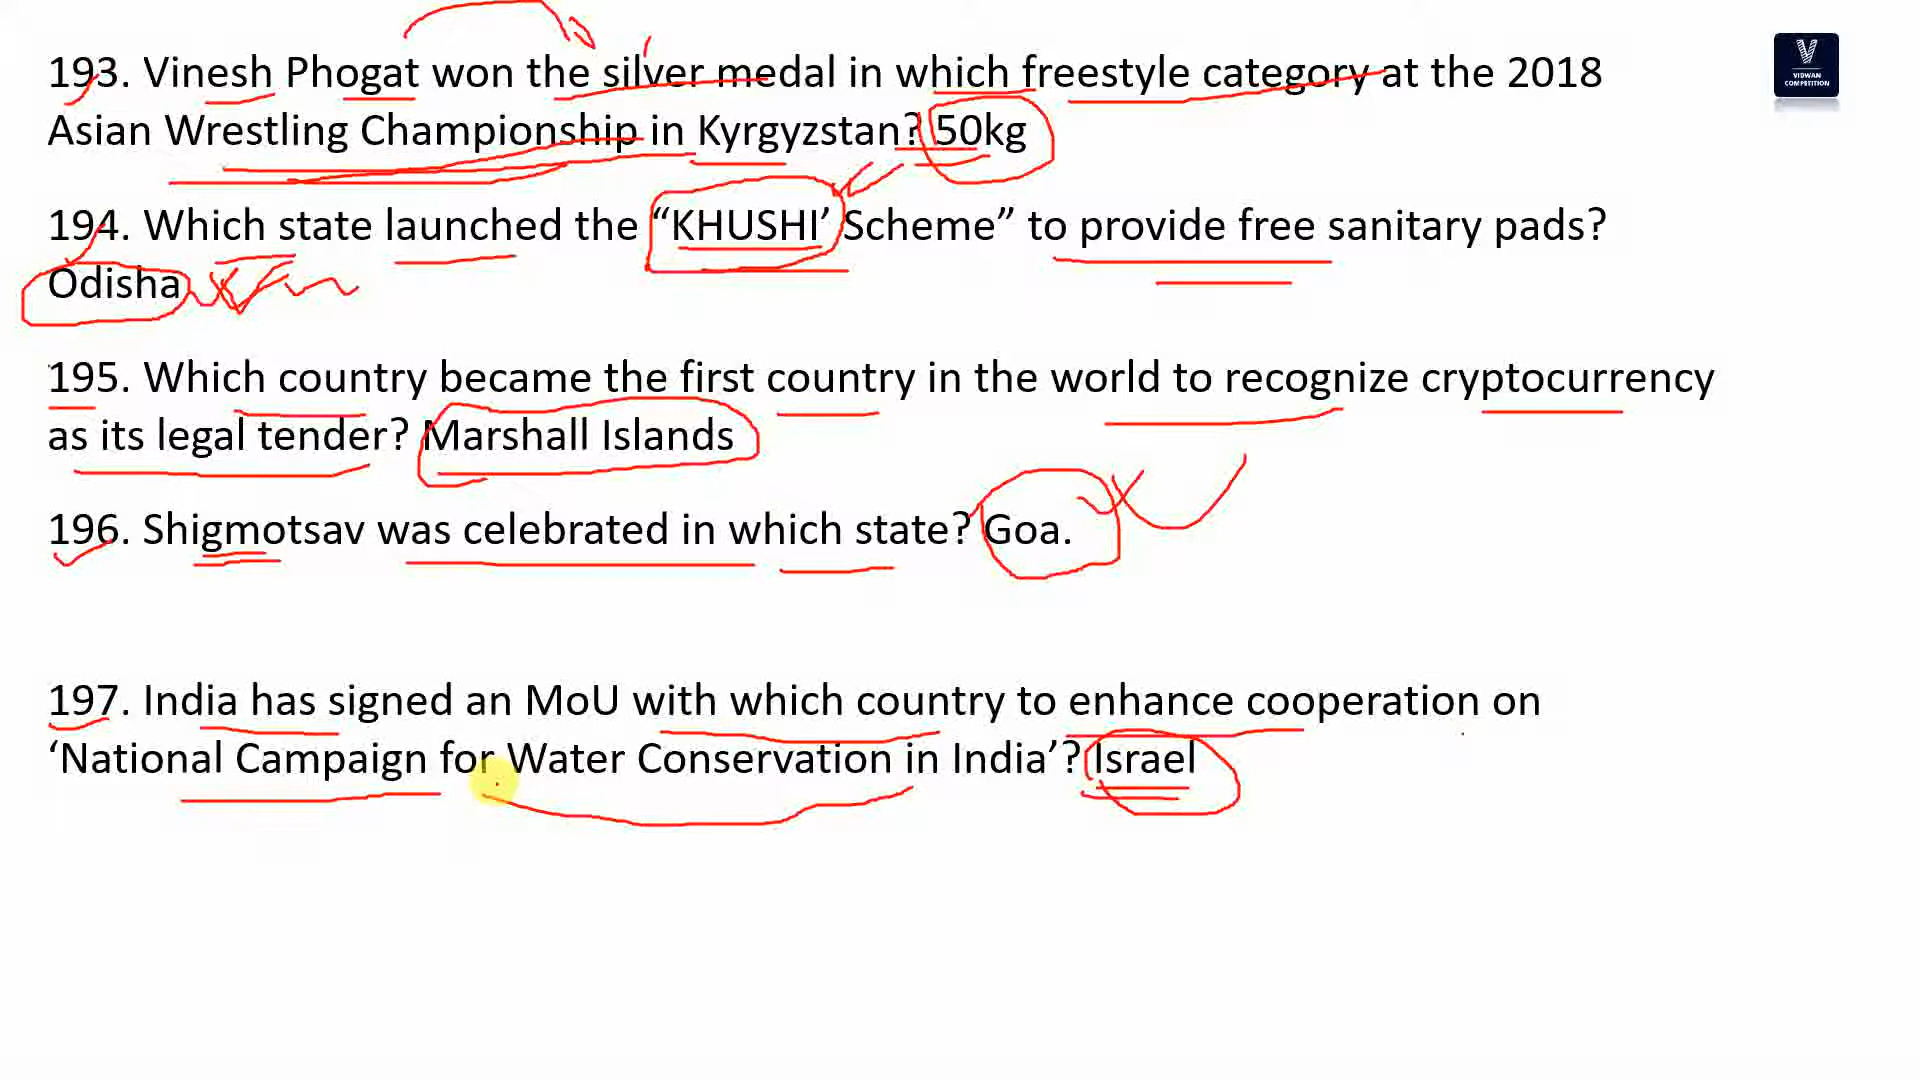 193. Vinesh Phogat won the silver medal in which freestyle category at the 2018
Asian Wrestling Championship in Kyrgyzstan? 50kg
194. Which state launched the “KHUSHI’ Scheme” to provide free sanitary pads?
Odisha
195. Which country became the first country in the world to recognize cryptocurrency
as its legal tender? Marshall Islands
196. Shigmotsav was celebrated in which state? Goa.
197. India has signed an MoU with which country to enhance cooperation on
‘National Campaign for Water Conservation in India’? Israel
VIDWAN
COMPETITION